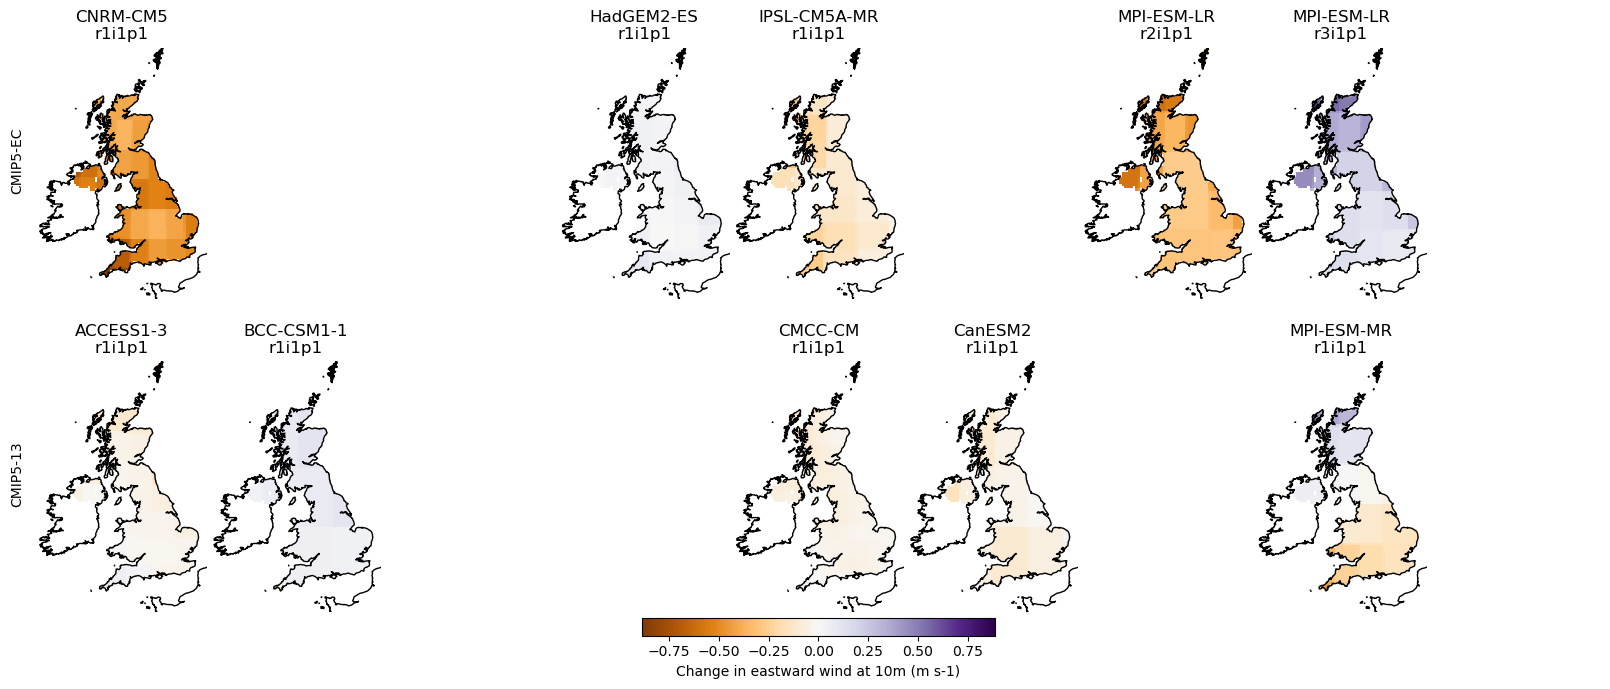 CNRM-CM5
r1i1p1
HadGEM2-ES
r1i1p1
IPSL-CM5A-MR
r1i1p1
MPI-ESM-LR
r2i1p1
MPI-ESM-LR
r3i1p1
CMIP5-EC
ACCESS1-3
r1i1p1
BCC-CSM1-1
r1i1p1
CMCC-CM
r1i1p1
CanESM2
r1i1p1
MPI-ESM-MR
r1i1p1
CMIP5-13
−0.75 −0.50 −0.25 0.00 0.25 0.50 0.75
Change in eastward wind at 10m (m s-1)